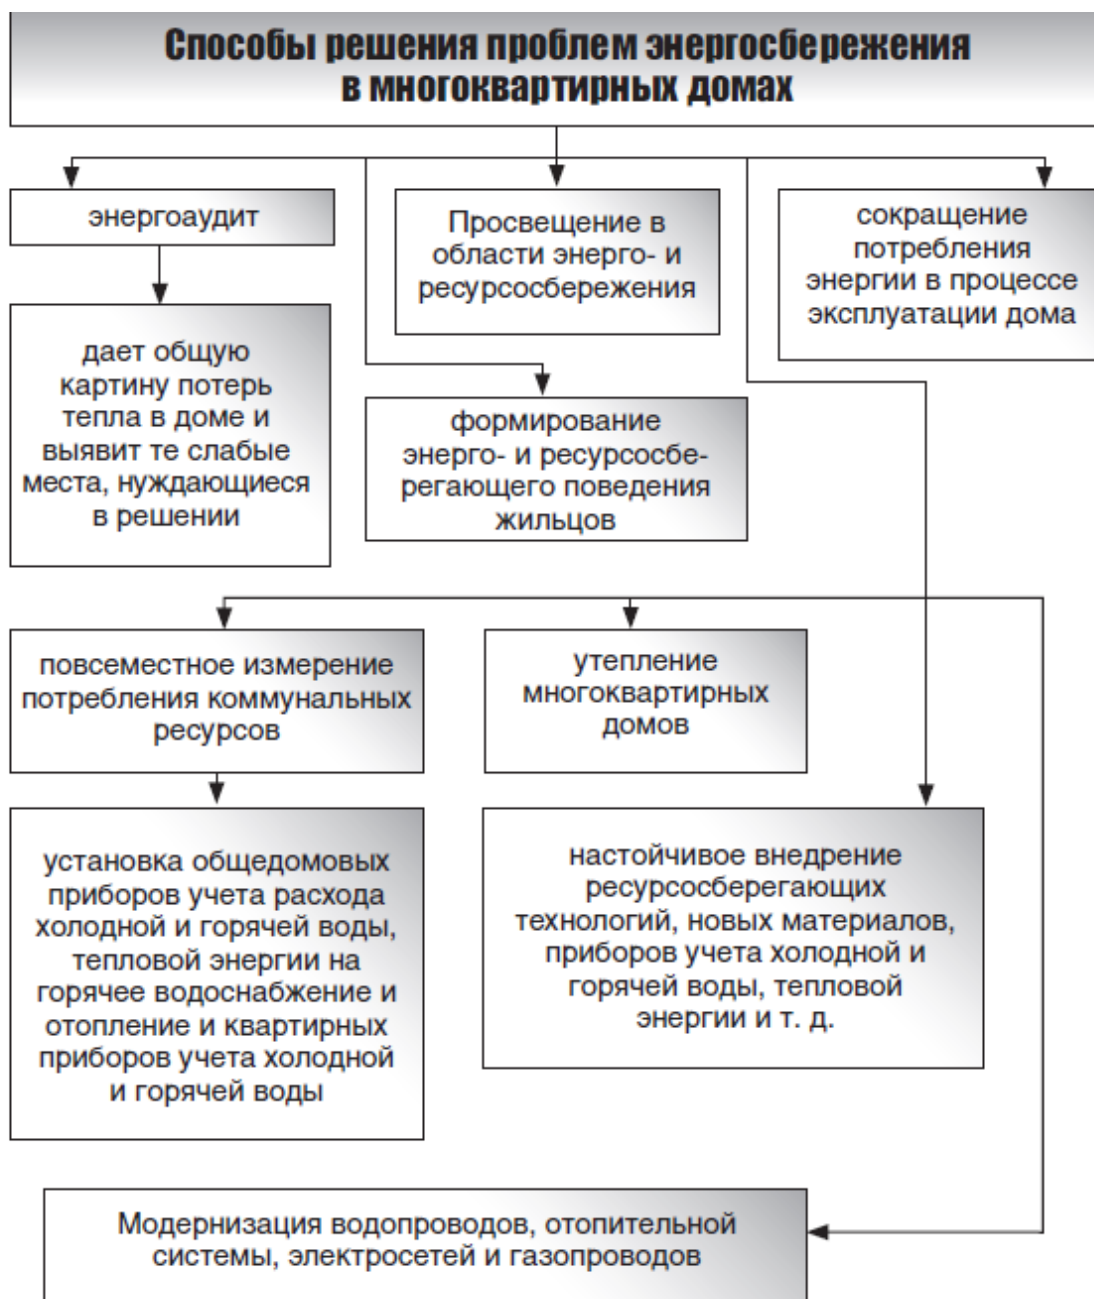 Способы решения проблем энергосбережения
в многоквартирных домах
энергоаудит
Просвещение в
области энерго- и
ресурсосбережения
сокращение
потребления
энергии в процессе
эксплуатации дома
дает общую
картину потерь
тепла в доме и
выявит те слабые
места, нуждающиеся
в решении
формирование
энерго- и ресурсосбе-
регающего поведения
жильцов
повсеместное измерение
потребления коммунальных
ресурсов
утепление
многоквартирных
домов
установка общедомовых
приборов учета расхода
холодной и горячей воды,
тепловой энергии на
горячее водоснабжение и
отопление и квартирных
приборов учета холодной
и горячей воды
настойчивое внедрение
ресурсосберегающих
технологий, новых материалов,
приборов учета холодной и
горячей воды, тепловой
энергии и т. д.
Модернизация водопроводов, отопительной
системы, электросетей и газопроводов